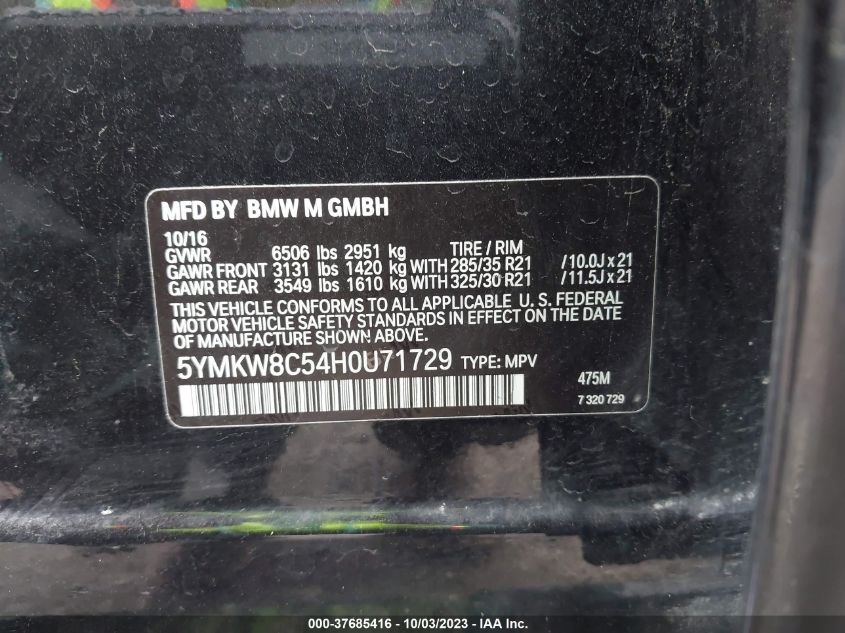 MFD BY BMW M GMBH
10/16
GVWR 6506 lbs 2951 kg TIRE / RIM
GAWR FRONT 3131 lbs 1420 kg WITH 285/35 R21 /10.0J x 21
GAWR REAR 3549 lbs 1610 kg WITH 325/30 R21 /11.5J x 21
THIS VEHICLE CONFORMS TO ALL APPLICABLE U. S. FEDERAL
MOTOR VEHICLE SAFETY STANDARDS IN EFFECT ON THE DATE
OF MANUFACTURE SHOWN ABOVE.
5YMKW8C54H0U71729 TYPE: MPV
475M
7 320 729
000-37685416 - 10/03/2023 - IAA Inc.